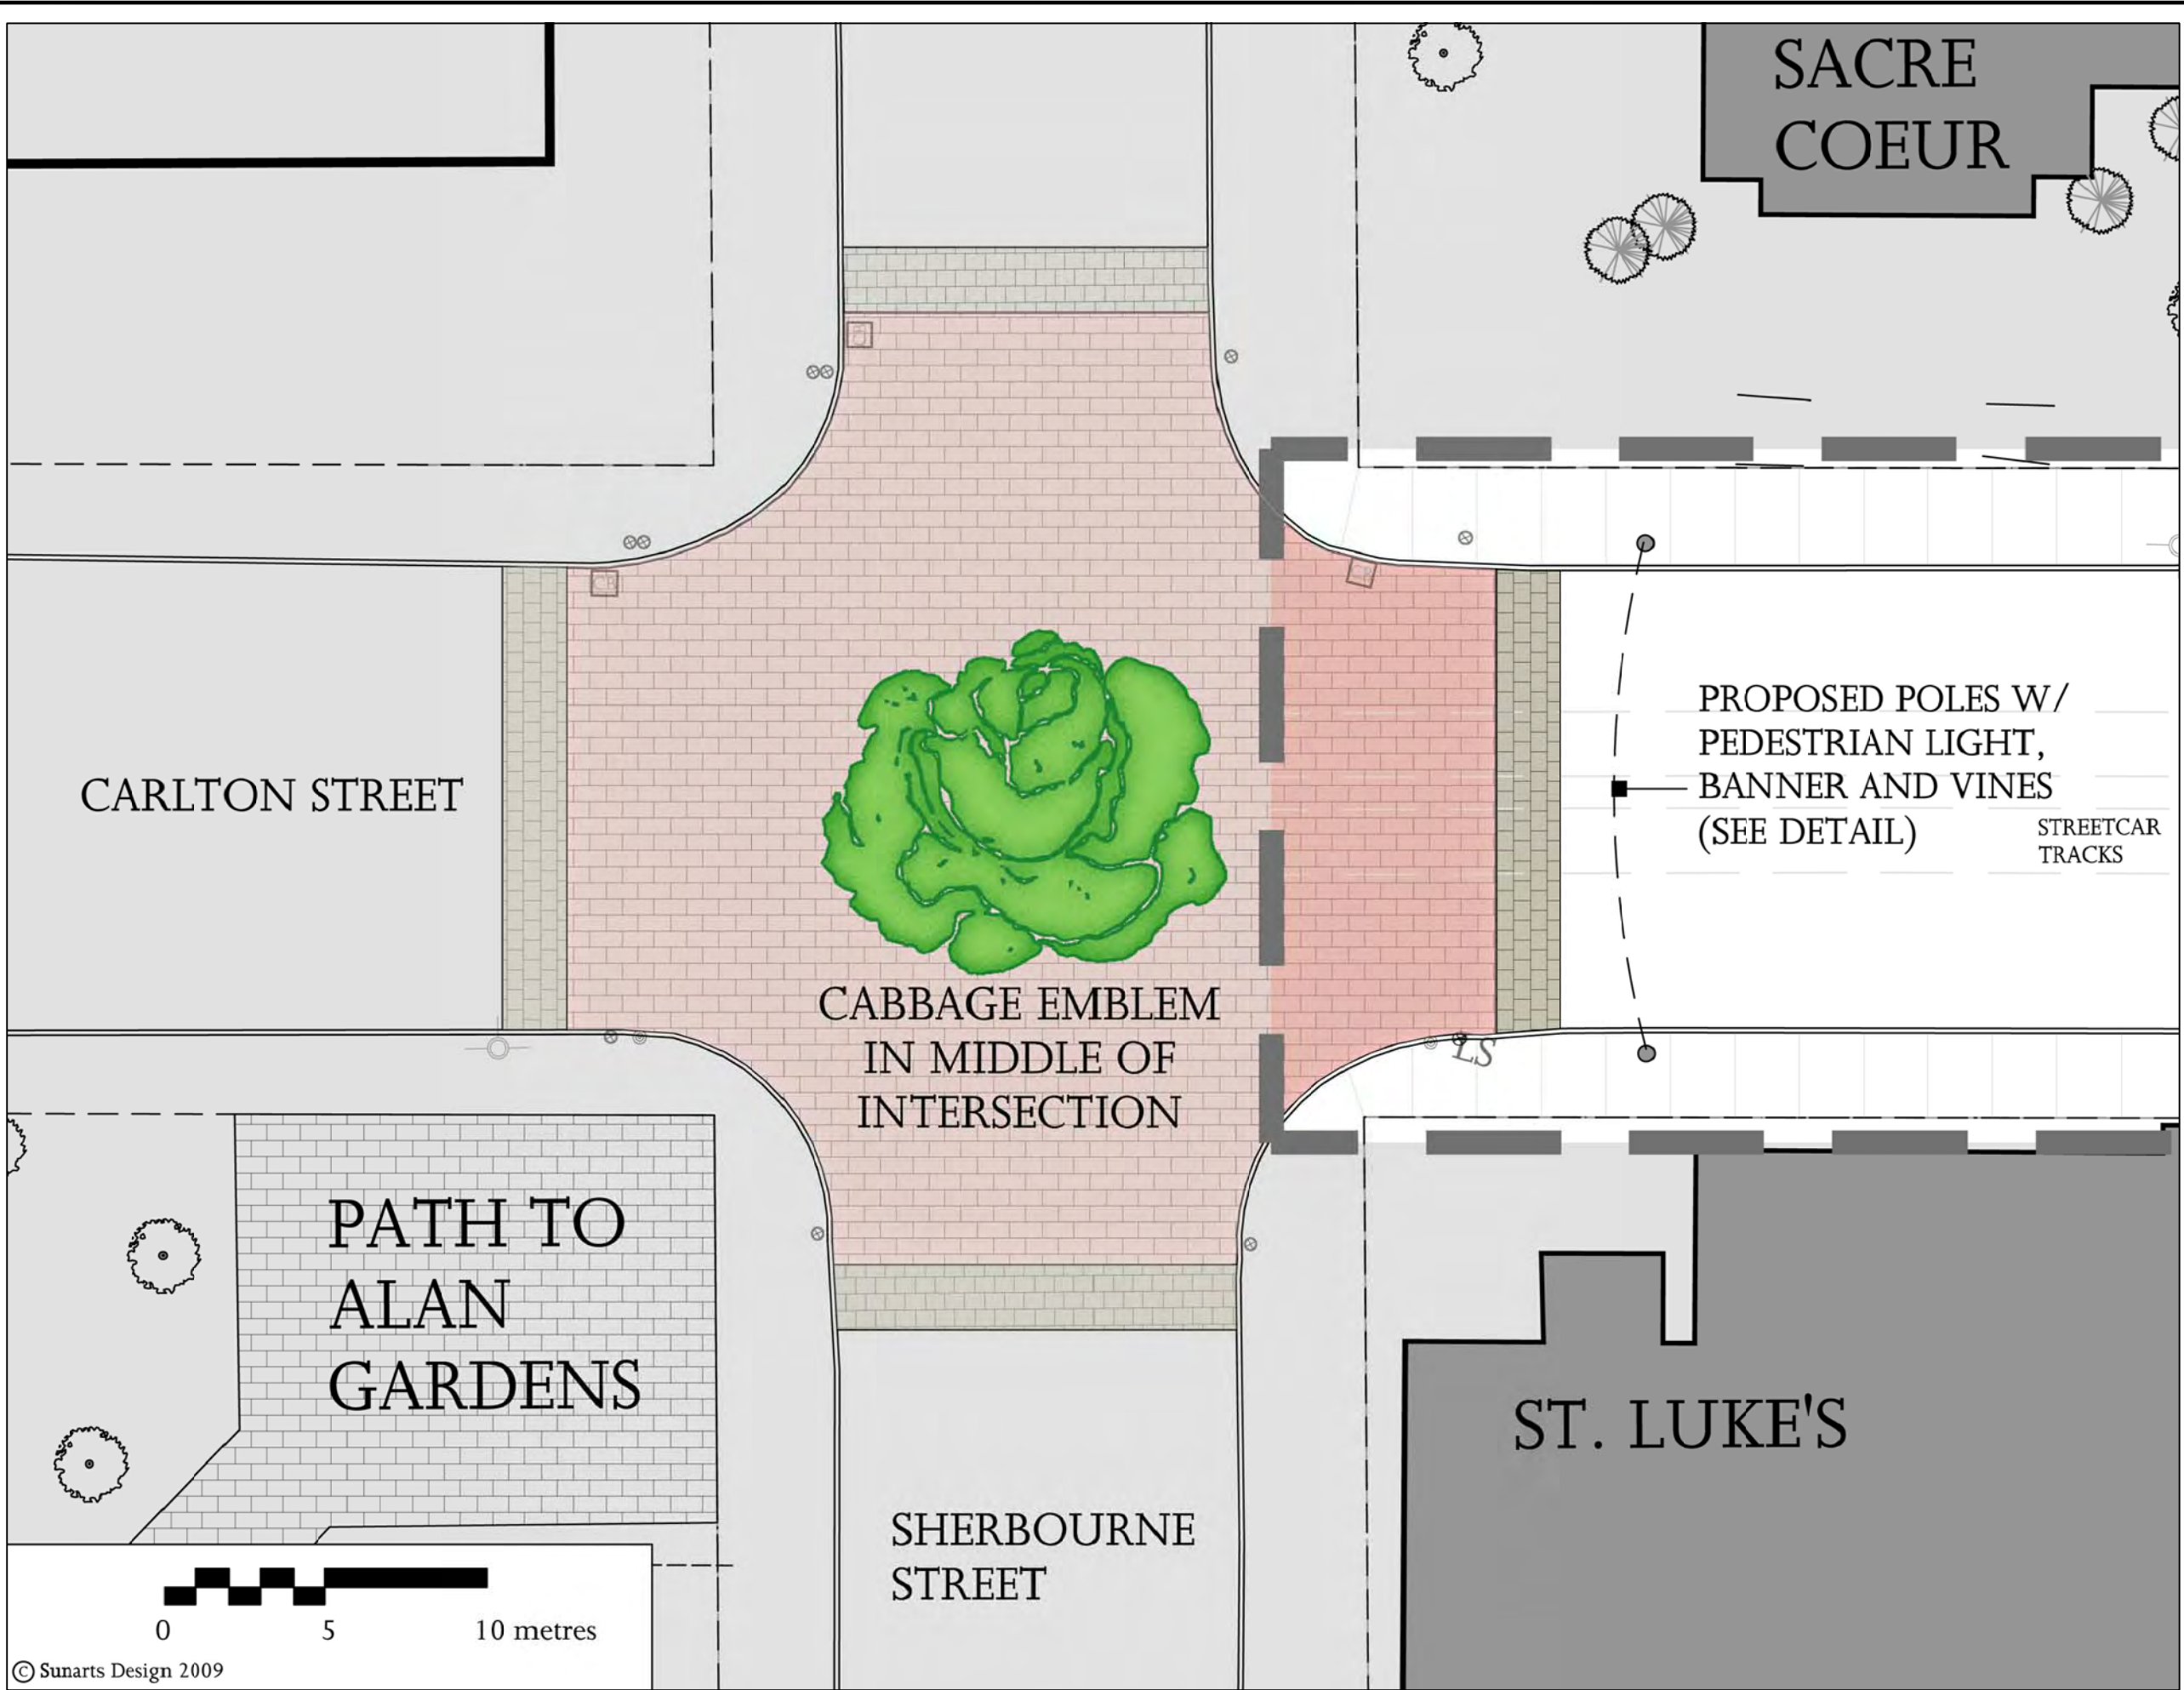 SACRE
COEUR
CARLTON STREET
PROPOSED POLES W/
PEDESTRIAN LIGHT,
BANNER AND VINES
(SEE DETAIL)
STREETCAR
TRACKS
CABBAGE EMBLEM
IN MIDDLE OF
INTERSECTION
LS
PATH TO
ALAN
GARDENS
ST. LUKE'S
SHERBOURNE
STREET
0 5 10 metres
© Sunarts Design 2009